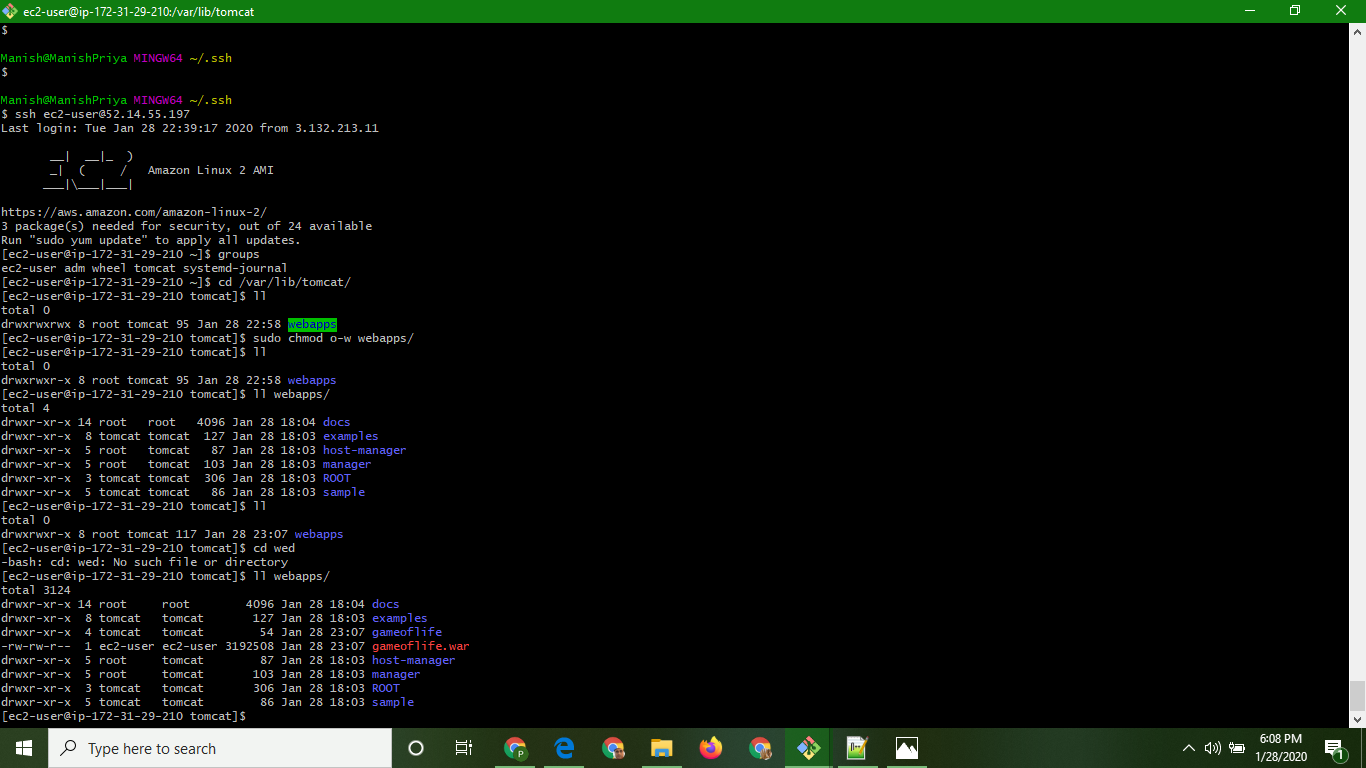 ec2-user@ip-172-31-29-210:/var/lib/tomcat
$
Manish@ManishPriya MINGW64 ~/.ssh
$
Manish@ManishPriya MINGW64 ~/.ssh
$ ssh ec2-user@52.14.55.197
Last login: Tue Jan 28 22:39:17 2020 from 3.132.213.11
       __|  __|_  )
       _|  (     /   Amazon Linux 2 AMI
      ___|\___|___|
https://aws.amazon.com/amazon-linux-2/
3 package(s) needed for security, out of 24 available
Run "sudo yum update" to apply all updates.
[ec2-user@ip-172-31-29-210 ~]$ groups
ec2-user adm wheel tomcat systemd-journal
[ec2-user@ip-172-31-29-210 ~]$ cd /var/lib/tomcat/
[ec2-user@ip-172-31-29-210 tomcat]$ ll
total 0
drwxrwxrwx 8 root tomcat 95 Jan 28 22:58 webapps
[ec2-user@ip-172-31-29-210 tomcat]$ sudo chmod o-w webapps/
[ec2-user@ip-172-31-29-210 tomcat]$ ll
total 0
drwxrwxr-x 8 root tomcat 95 Jan 28 22:58 webapps
[ec2-user@ip-172-31-29-210 tomcat]$ ll webapps/
total 4
drwxr-xr-x 14 root   root   4096 Jan 28 18:04 docs
drwxr-xr-x  8 tomcat tomcat  127 Jan 28 18:03 examples
drwxr-xr-x  5 root   tomcat   87 Jan 28 18:03 host-manager
drwxr-xr-x  5 root   tomcat  103 Jan 28 18:03 manager
drwxr-xr-x  3 tomcat tomcat  306 Jan 28 18:03 ROOT
drwxr-xr-x  5 tomcat tomcat   86 Jan 28 18:03 sample
[ec2-user@ip-172-31-29-210 tomcat]$ ll
total 0
drwxrwxr-x 8 root tomcat 117 Jan 28 23:07 webapps
[ec2-user@ip-172-31-29-210 tomcat]$ cd wed
-bash: cd: wed: No such file or directory
[ec2-user@ip-172-31-29-210 tomcat]$ ll webapps/
total 3124
drwxr-xr-x 14 root     root        4096 Jan 28 18:04 docs
drwxr-xr-x  8 tomcat   tomcat       127 Jan 28 18:03 examples
drwxr-xr-x  4 tomcat   tomcat        54 Jan 28 23:07 gameoflife
-rw-rw-r--  1 ec2-user ec2-user 3192508 Jan 28 23:07 gameoflife.war
drwxr-xr-x  5 root     tomcat        87 Jan 28 18:03 host-manager
drwxr-xr-x  5 root     tomcat       103 Jan 28 18:03 manager
drwxr-xr-x  3 tomcat   tomcat       306 Jan 28 18:03 ROOT
drwxr-xr-x  5 tomcat   tomcat        86 Jan 28 18:03 sample
[ec2-user@ip-172-31-29-210 tomcat]$
Type here to search
P
6:08 PM
1/28/2020
1